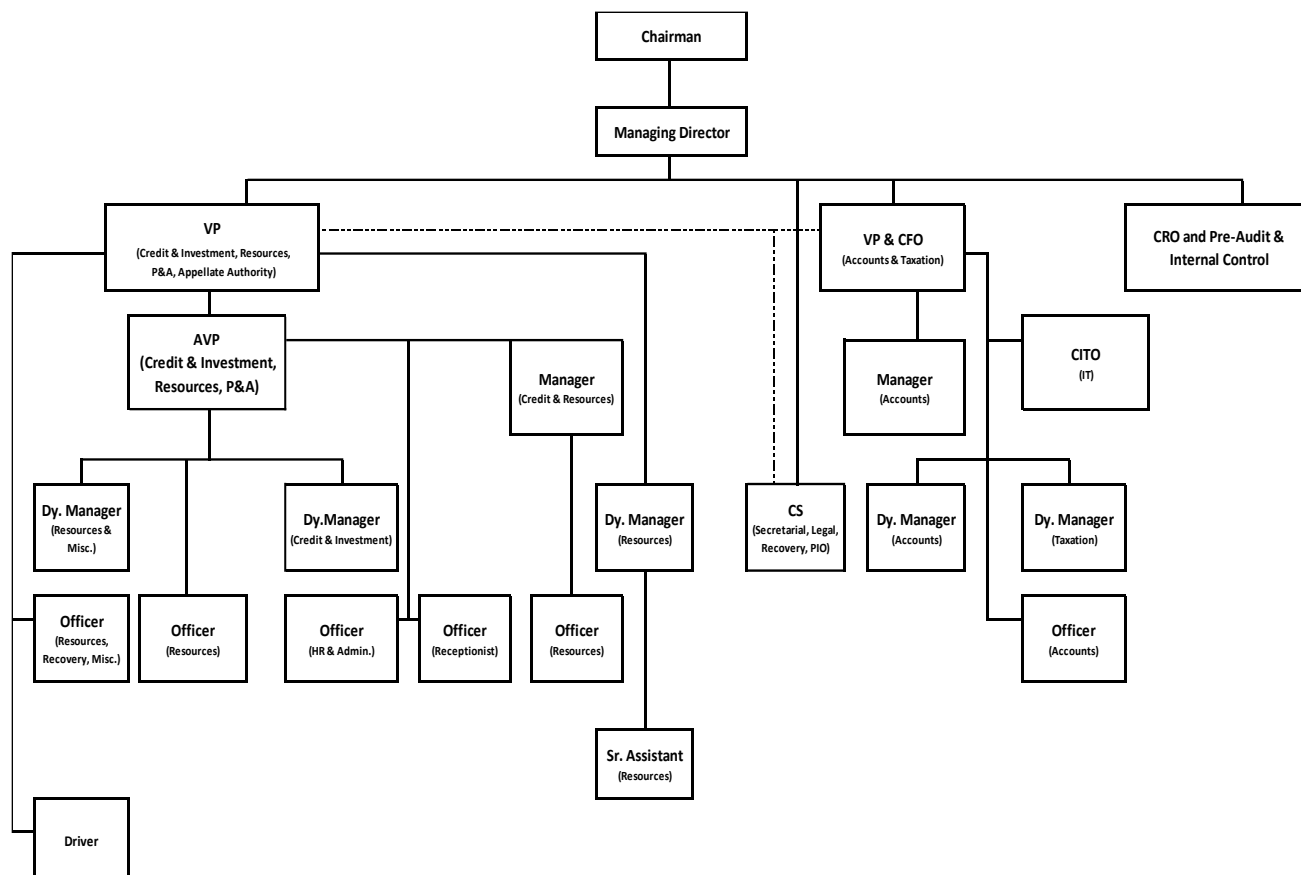 Chairman
Managing Director
VP
(Credit & Investment, Resources,
P&A, Appellate Authority)
VP & CFO
(Accounts & Taxation)
CRO and Pre-Audit &
Internal Control
AVP
(Credit & Investment,
Resources, P&A)
Manager
(Credit & Resources)
Manager
(Accounts)
CITO
(IT)
Dy. Manager
(Resources &
Misc.)
Dy.Manager
(Credit & Investment)
Dy. Manager
(Resources)
CS
(Secretarial, Legal,
Recovery, PIO)
Dy. Manager
(Accounts)
Dy. Manager
(Taxation)
Officer
(Resources,
Recovery, Misc.)
Officer
(Resources)
Officer
(HR & Admin.)
Officer
(Receptionist)
Officer
(Resources)
Officer
(Accounts)
Sr. Assistant
(Resources)
Driver